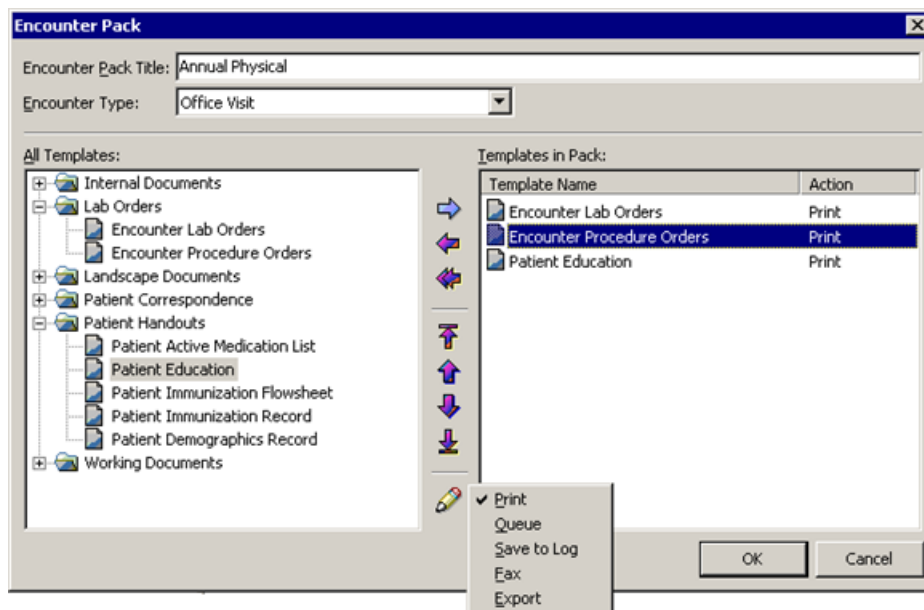 Encounter Pack
Encounter Pack Title: Annual Physical
Encounter Type: Office Visit
All Templates:
Internal Documents
Lab Orders
Encounter Lab Orders
Encounter Procedure Orders
Landscape Documents
Patient Correspondence
Patient Handouts
Patient Active Medication List
Patient Education
Patient Immunization Flowsheet
Patient Immunization Record
Patient Demographics Record
Working Documents
Templates in Pack:
Template Name Action
Encounter Lab Orders Print
Encounter Procedure Orders Print
Patient Education Print
Print
Queue
Save to Log
Fax
Export
OK Cancel